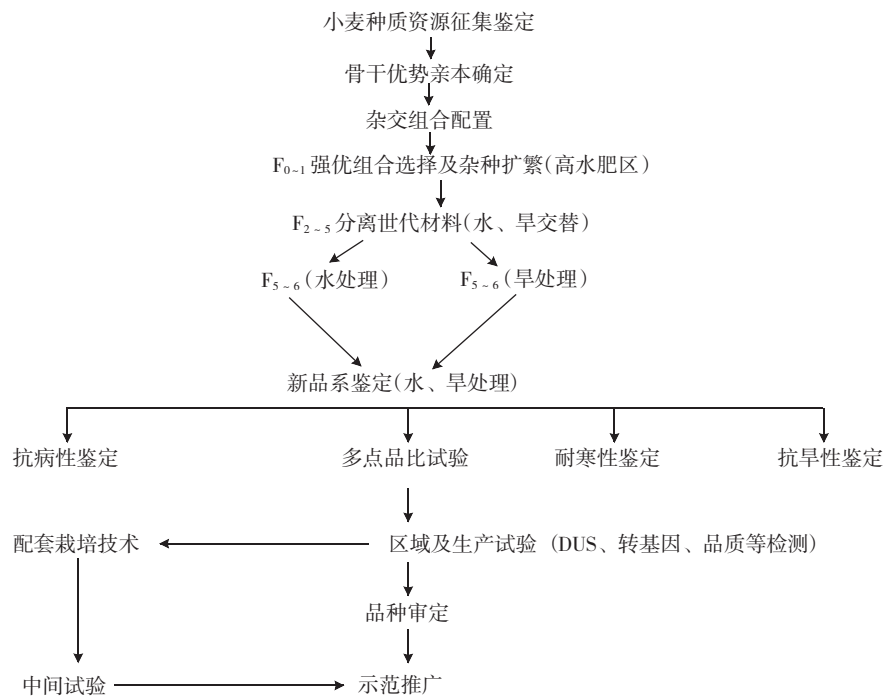 小麦种质资源征集鉴定
骨干优势亲本确定
杂交组合配置
F0~1强优组合选择及杂种扩繁(高水肥区)
F2~5分离世代材料(水、旱交替)
F5~6(水处理) F5~6(旱处理)
新品系鉴定(水、旱处理)
抗病性鉴定 多点品比试验 耐寒性鉴定 抗旱性鉴定
配套栽培技术 区域及生产试验 (DUS、转基因、品质等检测)
品种审定
中间试验 示范推广